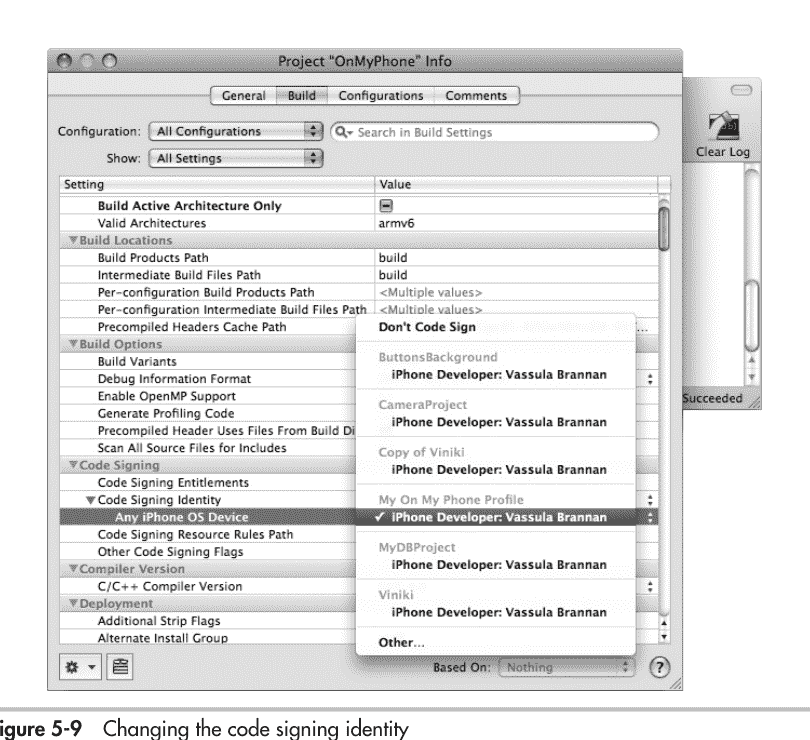 Project "OnMyPhone" Info
General Build Configurations Comments
Configuration: All Configurations Search in Build Settings
Clear Log
Show: All Settings
Setting Value
Build Active Architecture Only
Valid Architectures armv6
Build Locations
Build Products Path build
Intermediate Build Files Path build
Per-configuration Build Products Path <Multiple values>
Per-configuration Intermediate Build Files Path <Multiple values>
Precompiled Headers Cache Path ...
Don't Code Sign
Build Options
Build Variants
ButtonsBackground
Debug Information Format
iPhone Developer: Vassula Brannan
Enable OpenMP Support
Succeeded
CameraProject
Generate Profiling Code
iPhone Developer: Vassula Brannan
Precompiled Header Uses Files From Build Di
Scan All Source Files for Includes
Copy of Viniki
Code Signing
iPhone Developer: Vassula Brannan
Code Signing Entitlements
Code Signing Identity
My On My Phone Profile
Any iPhone OS Device
✓ iPhone Developer: Vassula Brannan
Code Signing Resource Rules Path
Other Code Signing Flags
MyDBProject
Compiler Version
iPhone Developer: Vassula Brannan
C/C++ Compiler Version
Viniki
Deployment
iPhone Developer: Vassula Brannan
Additional Strip Flags
Alternate Install Group
Other...
Based On: Nothing ?
igure 5-9 Changing the code signing identity